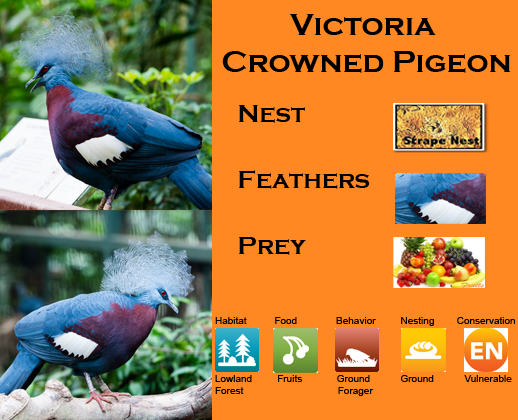 Victoria
Crowned Pigeon
Nest
Strape Nest
Feathers
Prey
Habitat Food Behavior Nesting Conservation
EN
Lowland Forest Fruits Ground Forager Ground Vulnerable